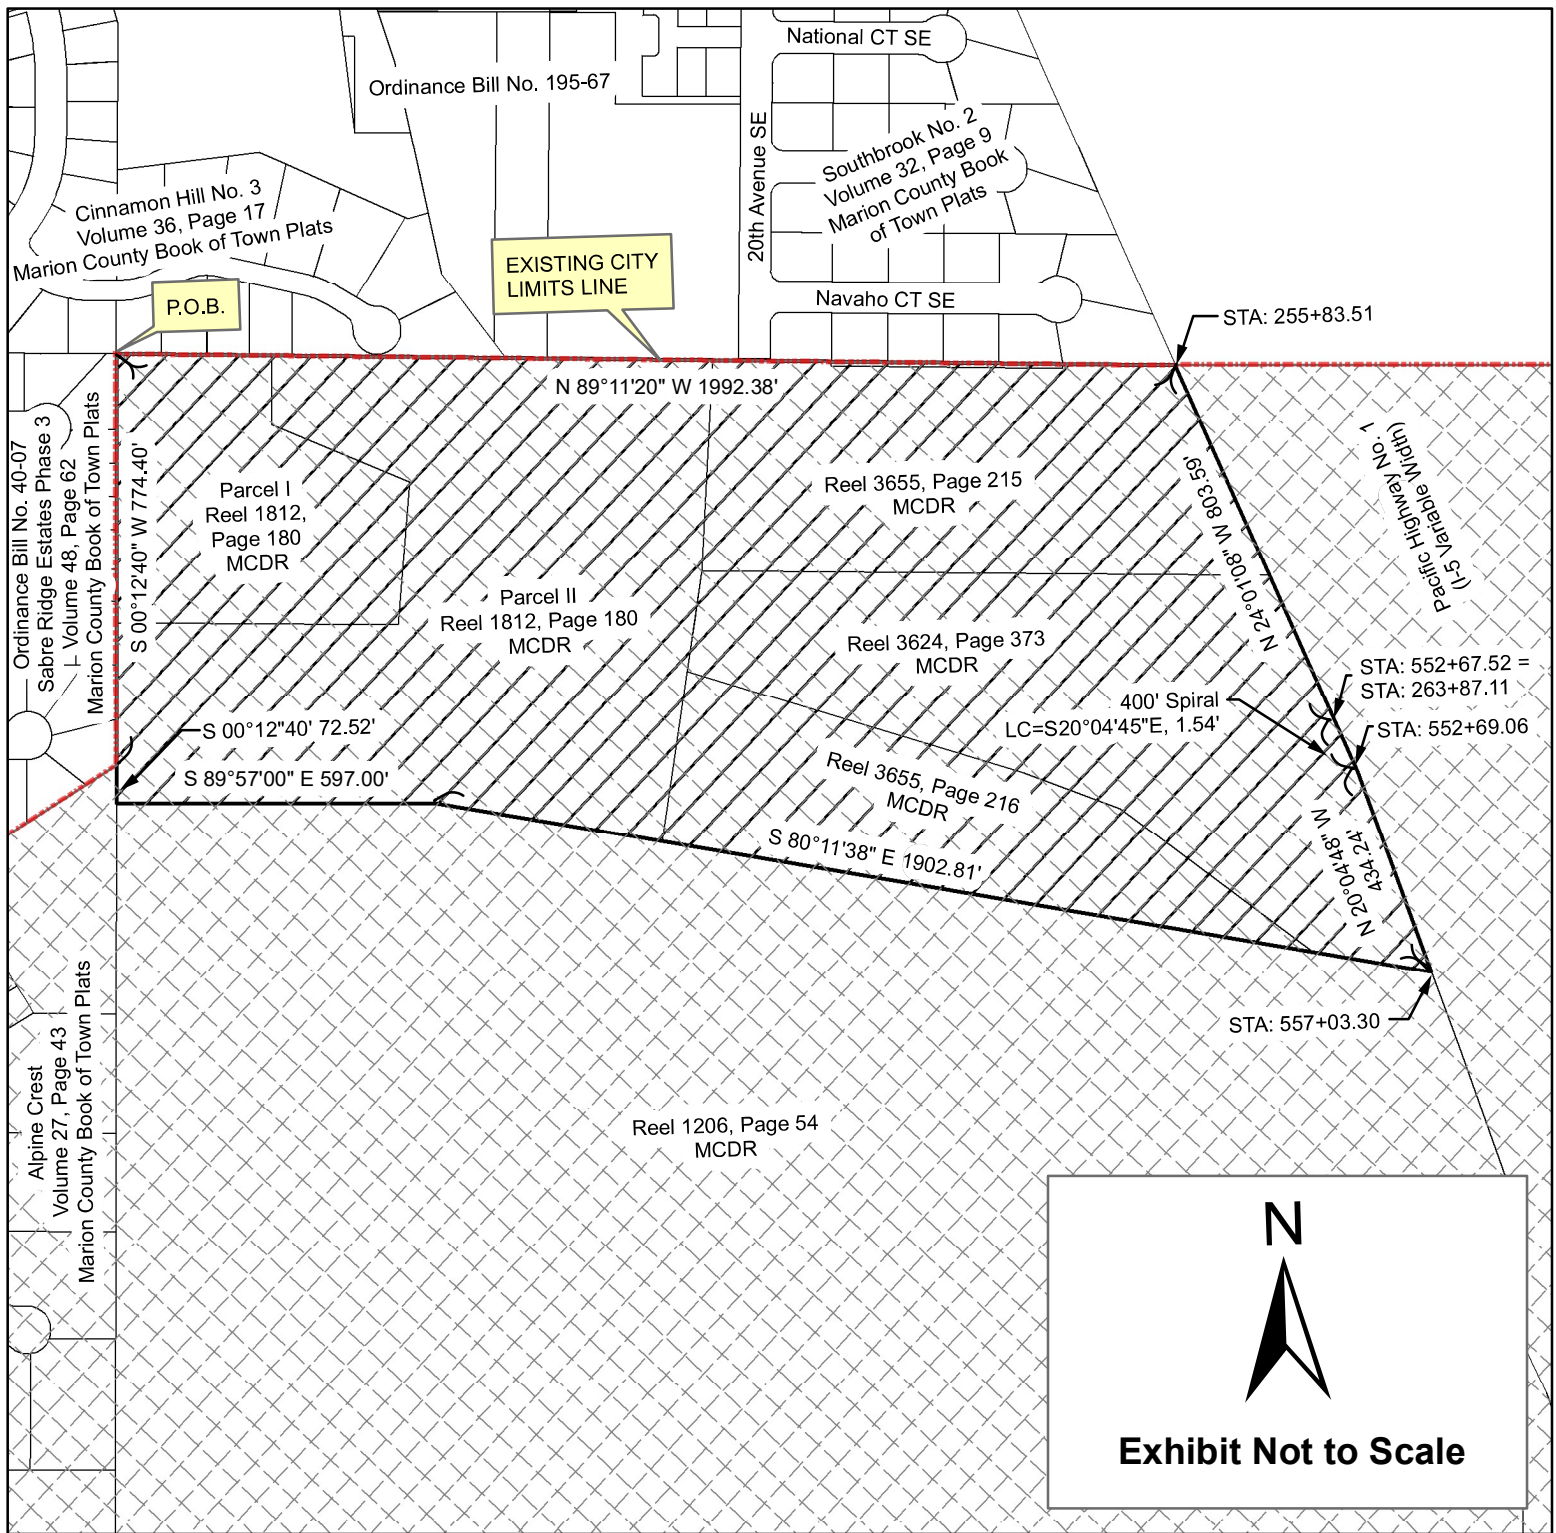 National CT SE
Ordinance Bill No. 195-67
20th Avenue SE
Southbrook No. 2
Volume 32, Page 9
Marion County Book
of Town Plats
Cinnamon Hill No. 3
Volume 36, Page 17
Marion County Book of Town Plats
EXISTING CITY
LIMITS LINE
P.O.B.
Navaho CT SE
STA: 255+83.51
N 89°11'20" W 1992.38'
Ordinance Bill No. 40-07
Sabre Ridge Estates Phase 3
Volume 48, Page 62
Marion County Book of Town Plats
S 00°12'40" W 774.40'
Parcel I
Reel 1812,
Page 180
MCDR
Reel 3655, Page 215
MCDR
N 24°01'08" W 803.59'
Pacific Highway No. 1
(I-5 Variable Width)
Parcel II
Reel 1812, Page 180
MCDR
Reel 3624, Page 373
MCDR
STA: 552+67.52 =
STA: 263+87.11
400' Spiral
LC=S20°04'45"E, 1.54'
STA: 552+69.06
S 00°12"40' 72.52'
S 89°57'00" E 597.00'
Reel 3655, Page 216
MCDR
S 80°11'38" E 1902.81'
N 20°04'48" W
434.24'
STA: 557+03.30
Alpine Crest
Volume 27, Page 43
Marion County Book of Town Plats
Reel 1206, Page 54
MCDR
N
Exhibit Not to Scale